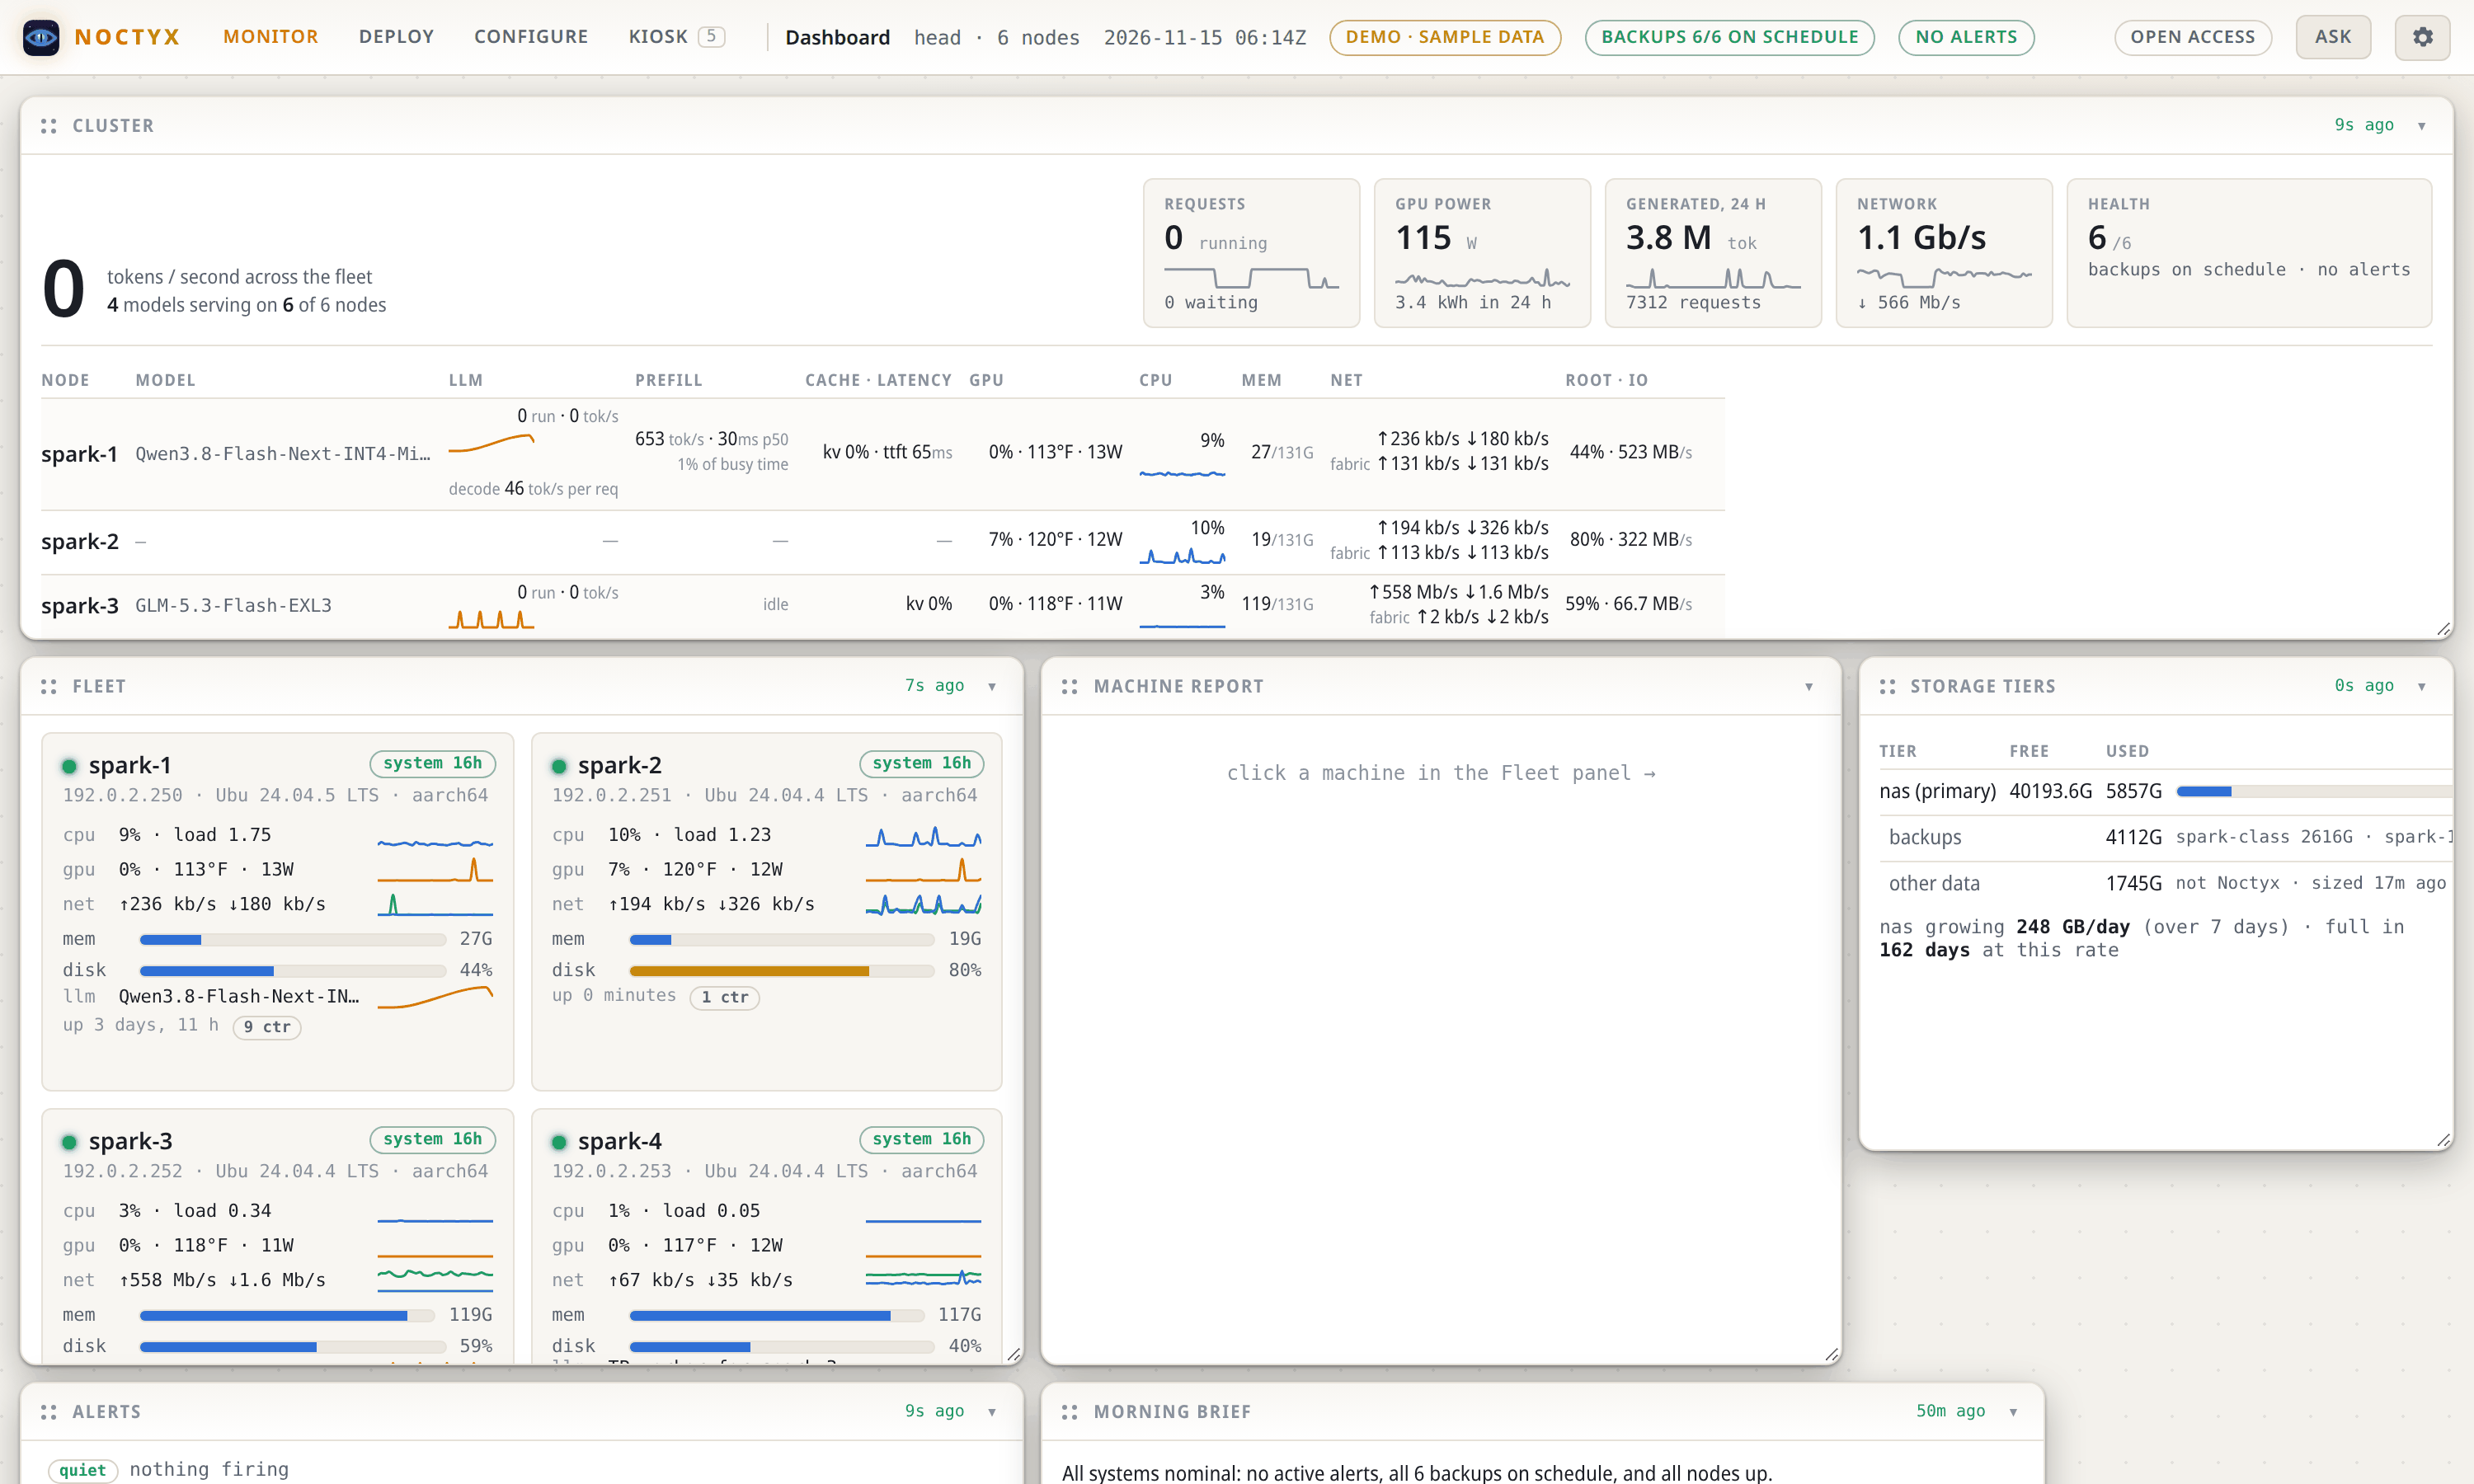 NOCTYX MONITOR DEPLOY CONFIGURE KIOSK 5 Dashboard head · 6 nodes 2026-11-15 06:14Z DEMO · SAMPLE DATA BACKUPS 6/6 ON SCHEDULE NO ALERTS OPEN ACCESS ASK
CLUSTER 9s ago
0 tokens / second across the fleet
4 models serving on 6 of 6 nodes
REQUESTS
0 running
0 waiting
GPU POWER
115 W
3.4 kWh in 24 h
GENERATED, 24 H
3.8 M tok
7312 requests
NETWORK
1.1 Gb/s
↓ 566 Mb/s
HEALTH
6 /6
backups on schedule · no alerts
NODE MODEL LLM PREFILL CACHE · LATENCY GPU CPU MEM NET ROOT · IO
spark-1 Qwen3.8-Flash-Next-INT4-Mi…
0 run · 0 tok/s
decode 46 tok/s per req
653 tok/s · 30ms p50
1% of busy time
kv 0% · ttft 65ms
0% · 113°F · 13W
9%
27/131G
↑236 kb/s ↓180 kb/s
fabric ↑131 kb/s ↓131 kb/s
44% · 523 MB/s
spark-2 — — — —
7% · 120°F · 12W
10%
19/131G
↑194 kb/s ↓326 kb/s
fabric ↑113 kb/s ↓113 kb/s
80% · 322 MB/s
spark-3 GLM-5.3-Flash-EXL3
0 run · 0 tok/s
idle
kv 0%
0% · 118°F · 11W
3%
119/131G
↑558 Mb/s ↓1.6 Mb/s
fabric ↑2 kb/s ↓2 kb/s
59% · 66.7 MB/s
FLEET 7s ago
spark-1 system 16h
192.0.2.250 · Ubu 24.04.5 LTS · aarch64
cpu 9% · load 1.75
gpu 0% · 113°F · 13W
net ↑236 kb/s ↓180 kb/s
mem 27G
disk 44%
llm Qwen3.8-Flash-Next-IN…
up 3 days, 11 h 9 ctr
spark-2 system 16h
192.0.2.251 · Ubu 24.04.4 LTS · aarch64
cpu 10% · load 1.23
gpu 7% · 120°F · 12W
net ↑194 kb/s ↓326 kb/s
mem 19G
disk 80%
up 0 minutes 1 ctr
spark-3 system 16h
192.0.2.252 · Ubu 24.04.4 LTS · aarch64
cpu 3% · load 0.34
gpu 0% · 118°F · 11W
net ↑558 Mb/s ↓1.6 Mb/s
mem 119G
disk 59%
spark-4 system 16h
192.0.2.253 · Ubu 24.04.4 LTS · aarch64
cpu 1% · load 0.05
gpu 0% · 117°F · 12W
net ↑67 kb/s ↓35 kb/s
mem 117G
disk 40%
MACHINE REPORT
click a machine in the Fleet panel →
STORAGE TIERS 0s ago
TIER FREE USED
nas (primary) 40193.6G 5857G
backups 4112G spark-class 2616G · spark-1
other data 1745G not Noctyx · sized 17m ago
nas growing 248 GB/day (over 7 days) · full in
162 days at this rate
ALERTS 9s ago
quiet nothing firing
MORNING BRIEF 50m ago
All systems nominal: no active alerts, all 6 backups on schedule, and all nodes up.